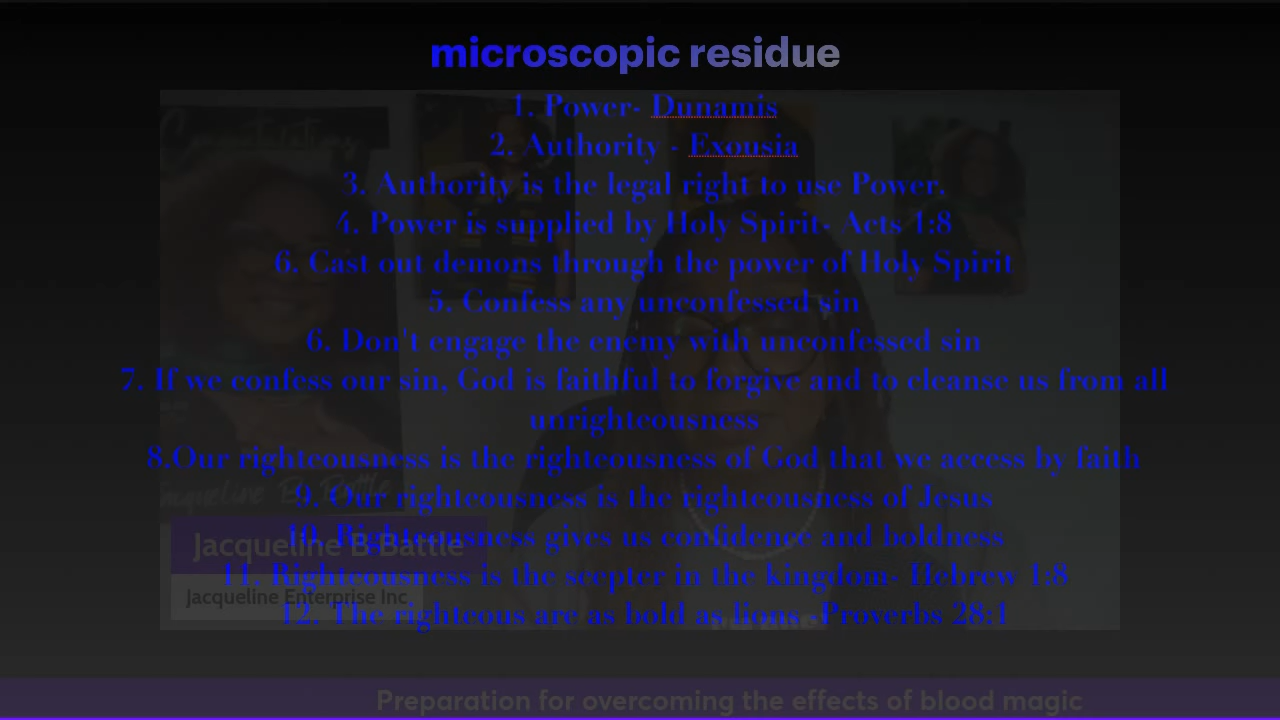 microscopic residue
1. Power- Dunamis
2. Authority - Exousia
3. Authority is the legal right to use Power.
4. Power is supplied by Holy Spirit- Acts 1:8
6. Cast out demons through the power of Holy Spirit
5. Confess any unconfessed sin
6. Don't engage the enemy with unconfessed sin
7. If we confess our sin, God is faithful to forgive and to cleanse us from all
unrighteousness
8.Our righteousness is the righteousness of God that we access by faith
9. Our righteousness is the righteousness of Jesus
10. Righteousness gives us confidence and boldness
11. Righteousness is the scepter in the kingdom- Hebrew 1:8
12. The righteous are as bold as lions -Proverbs 28:1
Congratulations
Jacqueline B. Battle
Jacqueline B Battle
Jacqueline Enterprise Inc
Preparation for overcoming the effects of blood magic